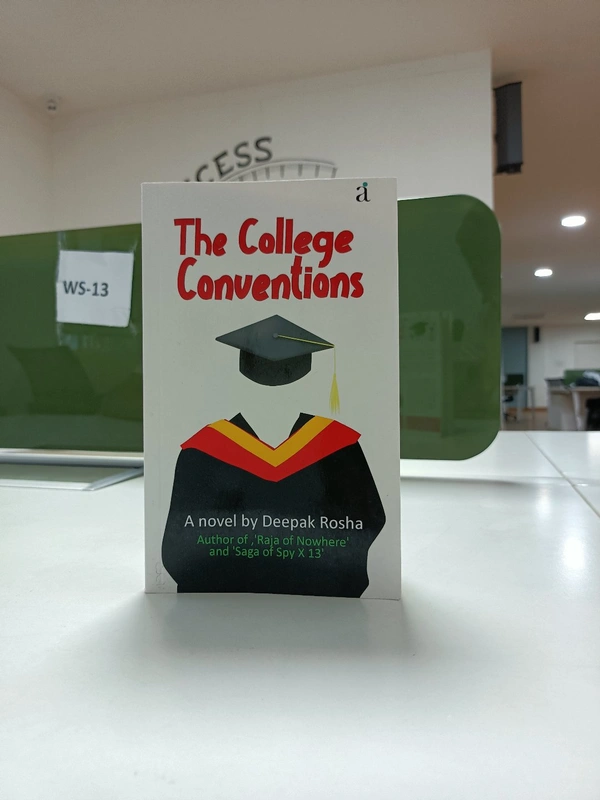 CESS
WS-13
a
The College
Conventions
A novel by Deepak Rosha
Author of ,'Raja of Nowhere'
and 'Saga of Spy X 13'